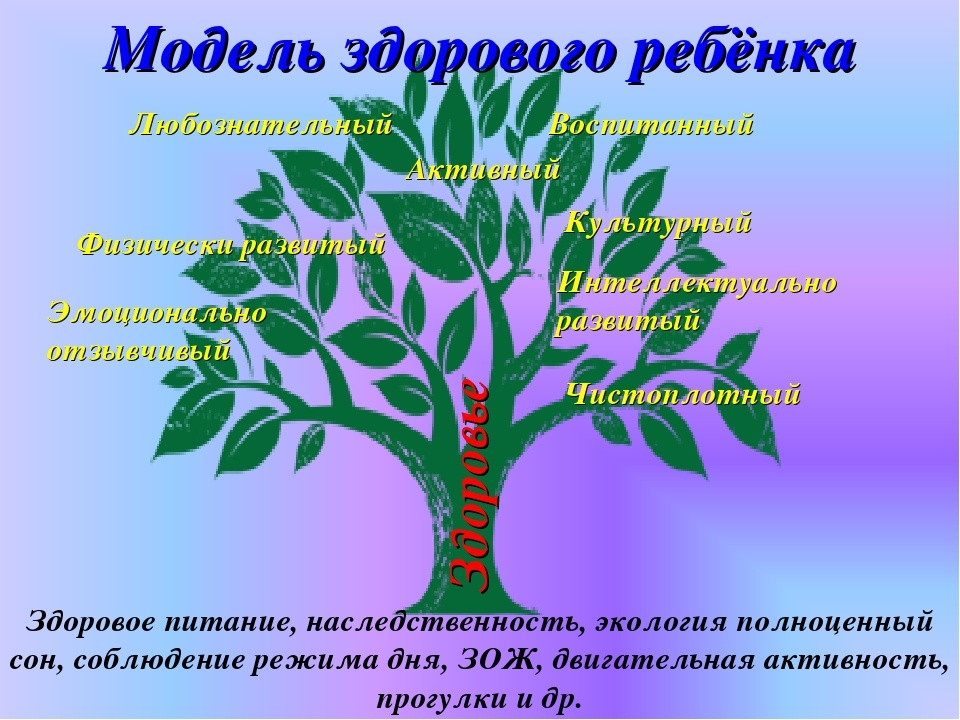 Модель здорового ребёнка
Любознательный
Воспитанный
Активный
Культурный
Физически развитый
Интеллектуально
развитый
Эмоционально
отзывчивый
Чистоплотный
Здоровье
Здоровое питание, наследственность, экология полноценный
сон, соблюдение режима дня, ЗОЖ, двигательная активность,
прогулки и др.